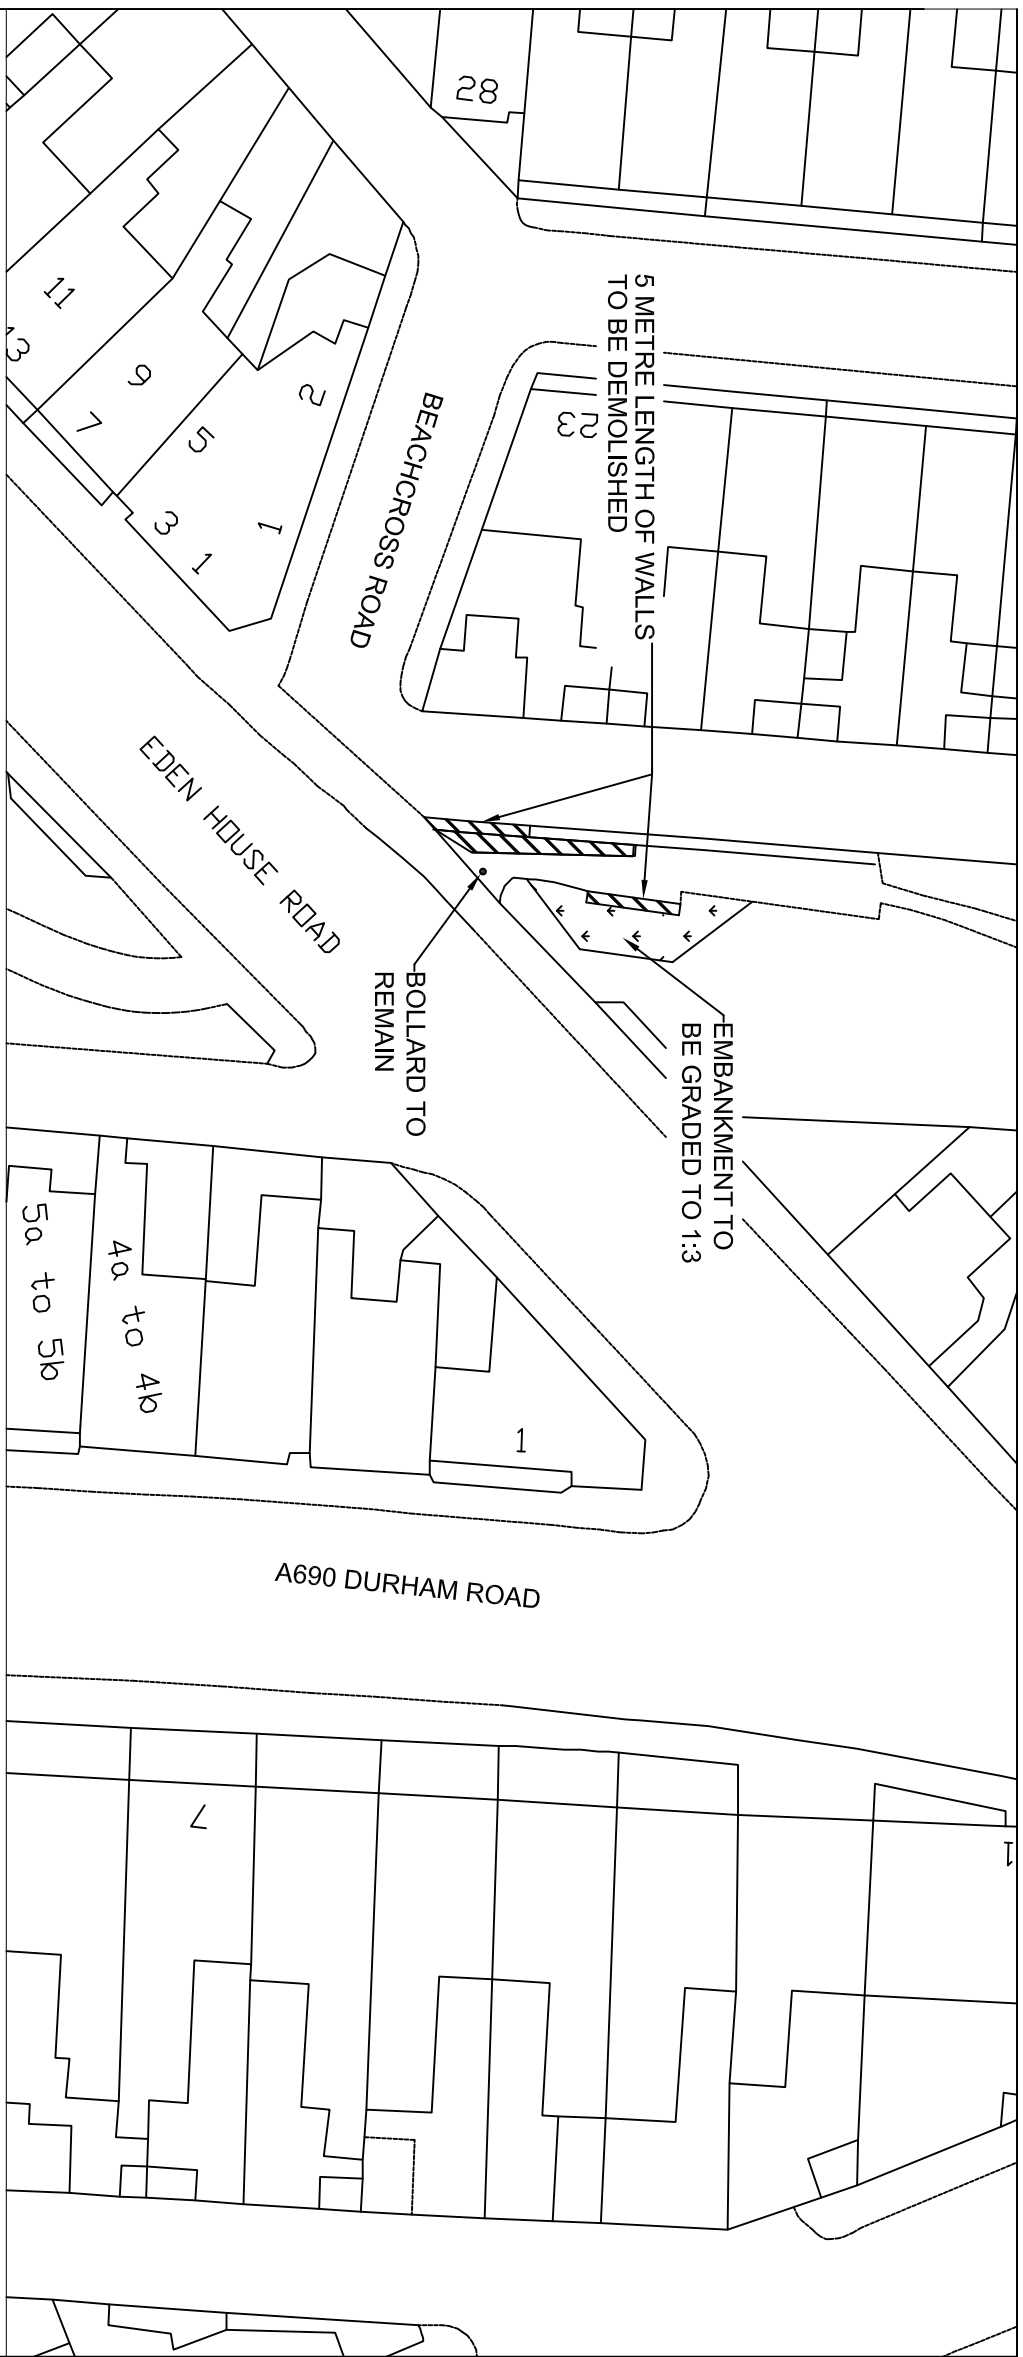 28
5 METRE LENGTH OF WALLS
TO BE DEMOLISHED
11
13
9
7
5
3
1
2
1
23
BEACHCROSS ROAD
EDEN HOUSE ROAD
BOLLARD TO
REMAIN
EMBANKMENT TO
BE GRADED TO 1:3
5a to 5b
4a to 4b
1
A690 DURHAM ROAD
7
1